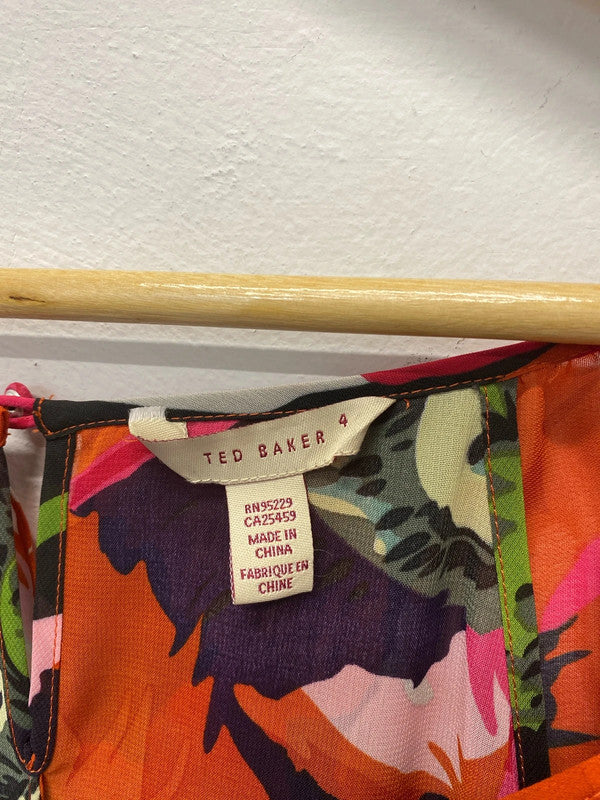 TED BAKER 4
RN95229
CA25459
MADE IN
CHINA
FABRIQUE EN
CHINE